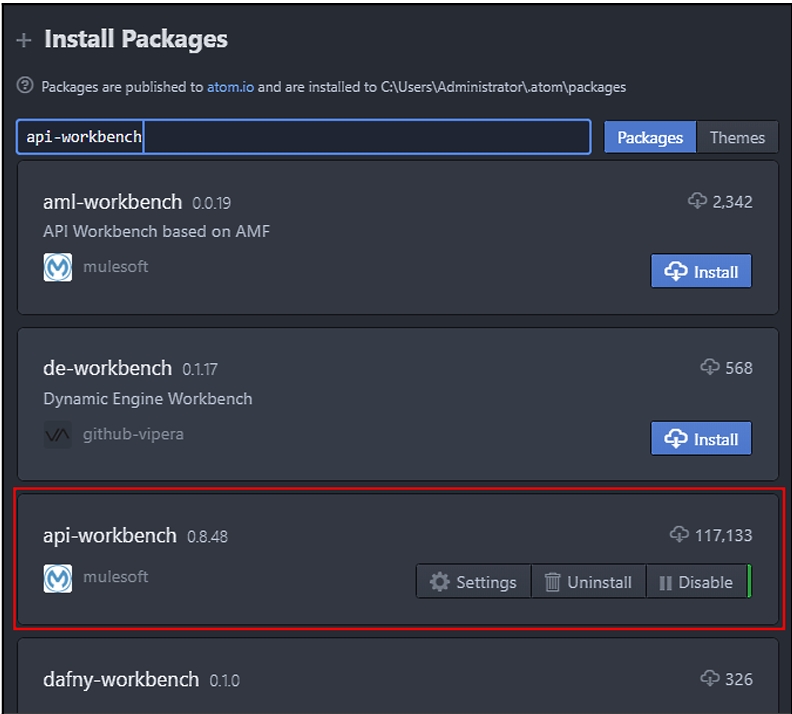 Install Packages
Packages are published to atom.io and are installed to C:\Users\Administrator\.atom\packages
api-workbench
Packages Themes
aml-workbench 0.0.19 2,342
API Workbench based on AMF
mulesoft
Install
de-workbench 0.1.17 568
Dynamic Engine Workbench
github-vipera
Install
api-workbench 0.8.48 117,133
mulesoft
Settings Uninstall Disable
dafny-workbench 0.1.0 326